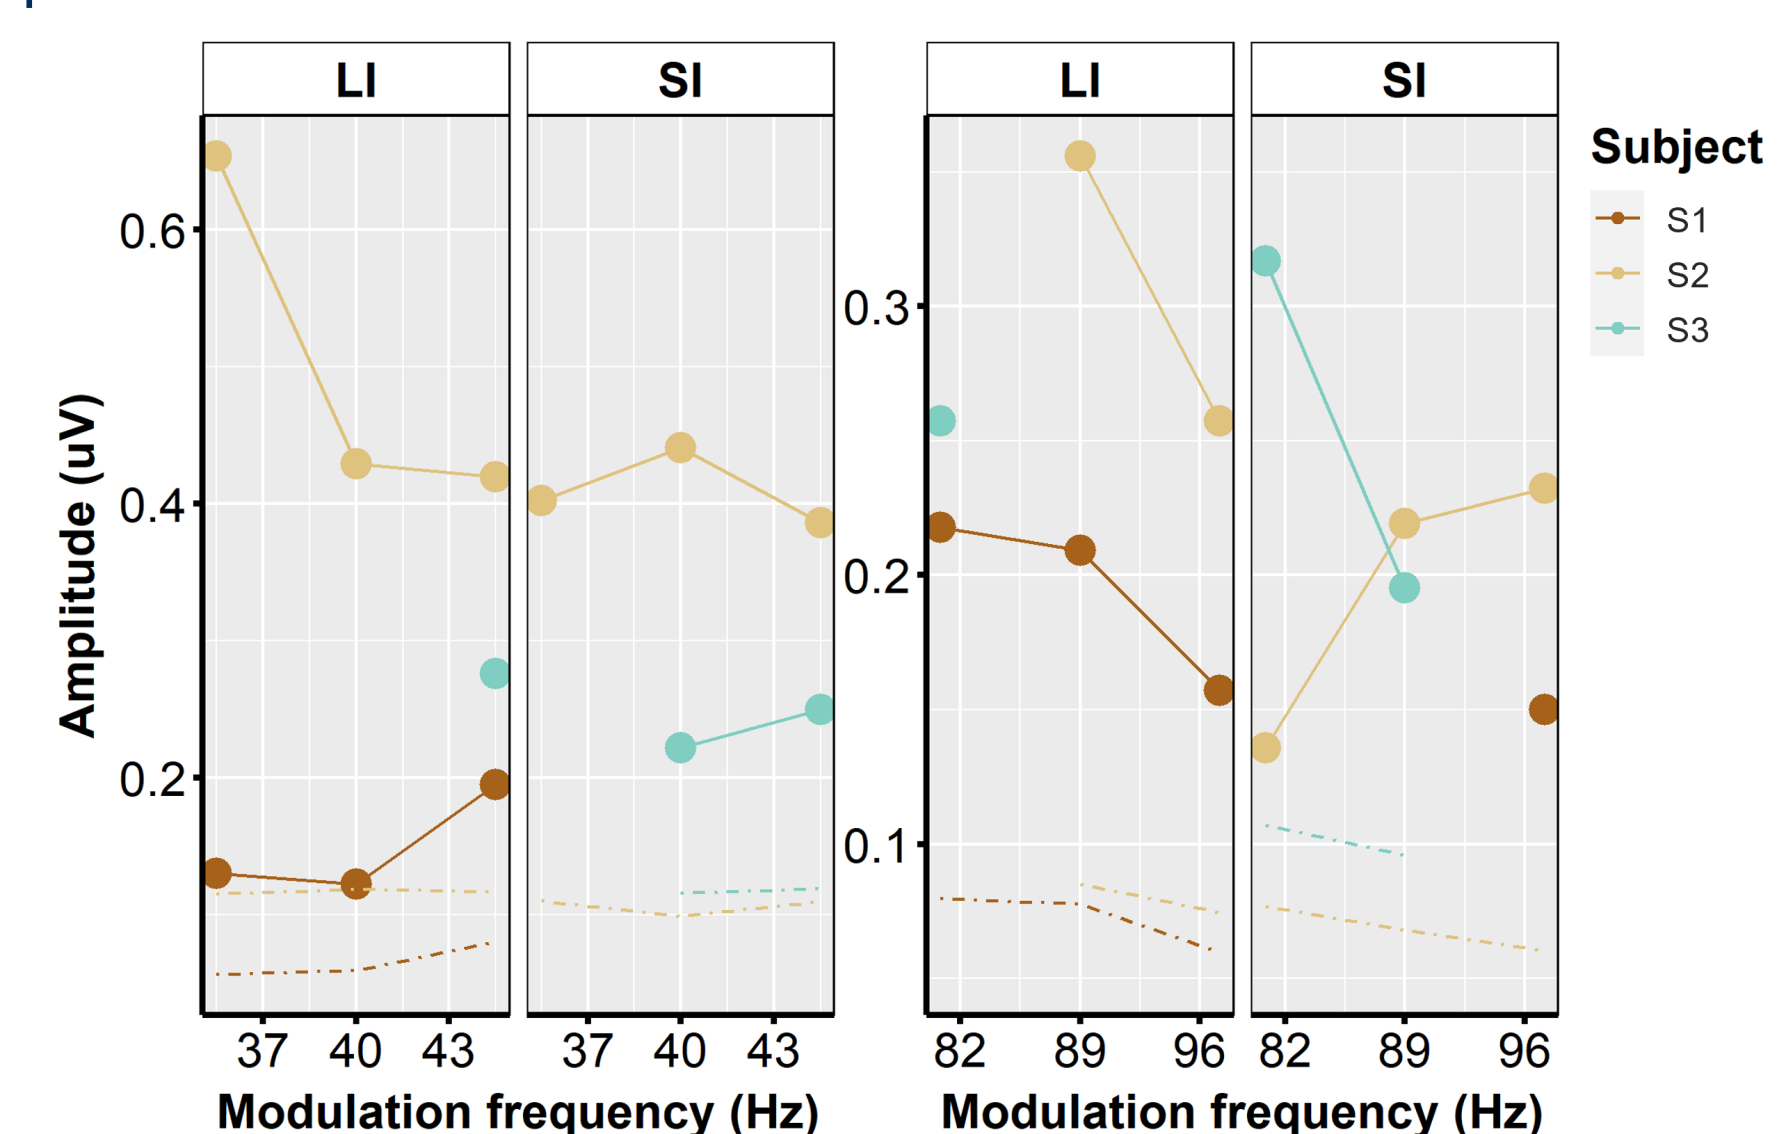 LI SI LI SI
Subject
S1
S2
S3
Amplitude (uV)
0.6
0.4
0.2
0.3
0.2
0.1
37 40 43 37 40 43 82 89 96 82 89 96
Modulation frequency (Hz) Modulation frequency (Hz)